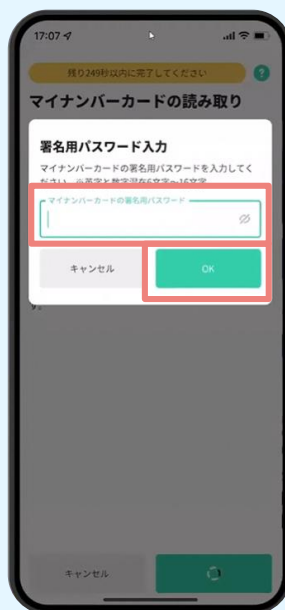 17:07
残り249秒以内に完了してください
?
マイナンバーカードの読み取り
署名用パスワード入力
マイナンバーカードの署名用パスワードを入力してく
ださい。※英字と数字混在6文字～16文字
マイナンバーカードの署名用パスワード
キャンセル
OK
す。
キャンセル